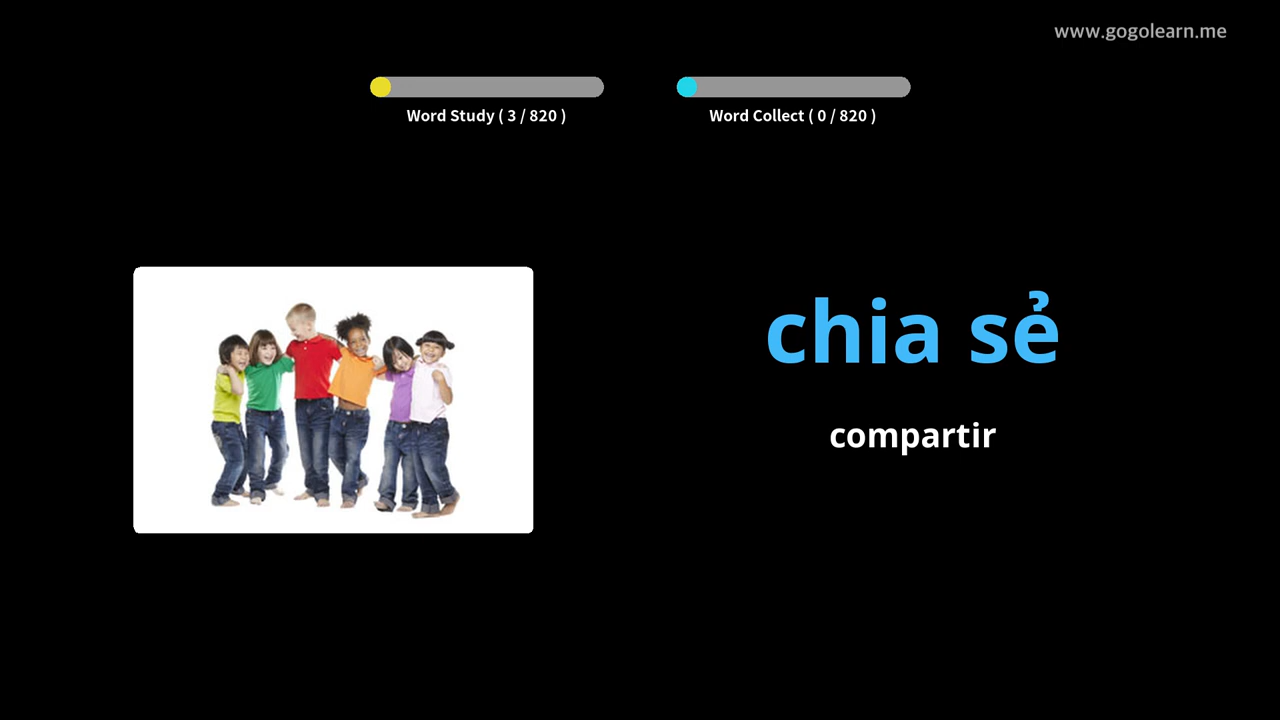 www.gogolearn.me
Word Study ( 3 / 820 )
Word Collect ( 0 / 820 )
chia sẻ
compartir